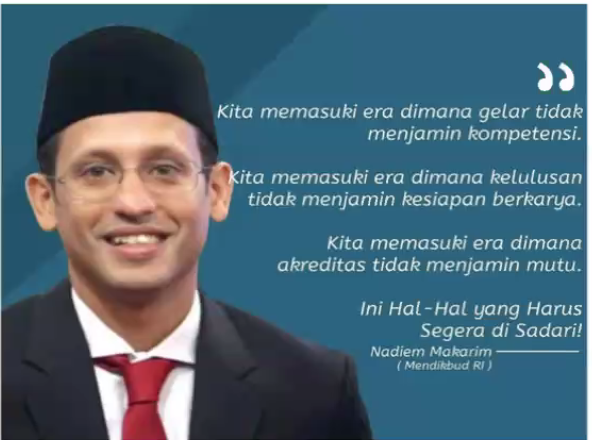 Kita memasuki era dimana gelar tidak
menjamin kompetensi.
Kita memasuki era dimana kelulusan
tidak menjamin kesiapan berkarya.
Kita memasuki era dimana
akreditas tidak menjamin mutu.
Ini Hal-Hal yang Harus
Segera di Sadari!
Nadiem Makarim
( Mendikbud RI )